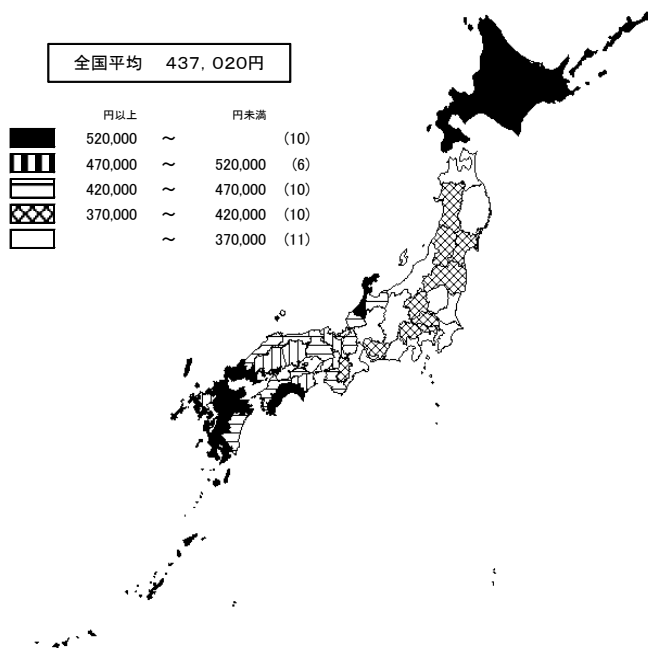 全国平均　437,020円
円以上　円未満
520,000　～　(10)
470,000　～　520,000　(6)
420,000　～　470,000　(10)
370,000　～　420,000　(10)
～　370,000　(11)